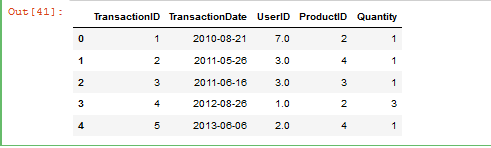 Out[41]:
TransactionID TransactionDate UserID ProductID Quantity
0 1 2010-08-21 7.0 2 1
1 2 2011-05-26 3.0 4 1
2 3 2011-06-16 3.0 3 1
3 4 2012-08-26 1.0 2 3
4 5 2013-06-06 2.0 4 1